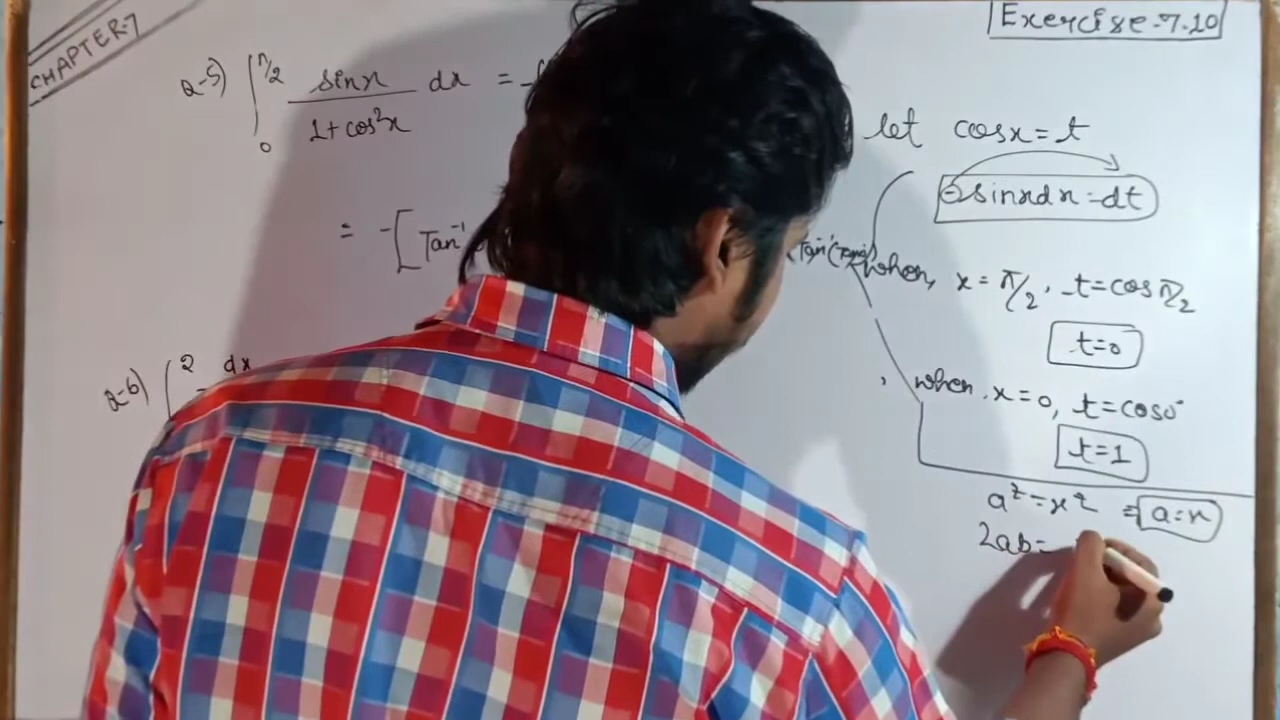 CHAPTER-7
Exercise-7.10
Q-5) ∫₀^π/2 sinx / 1+cos²x dx =
= -[Tan⁻¹
let cosx=t
-sinxdx=dt
when, x=π/2, t=cosπ/2
t=0
, when, x=0, t=cos0°
t=1
Q-6) ∫ 2 dx
a²=x² = a=x
2ab=